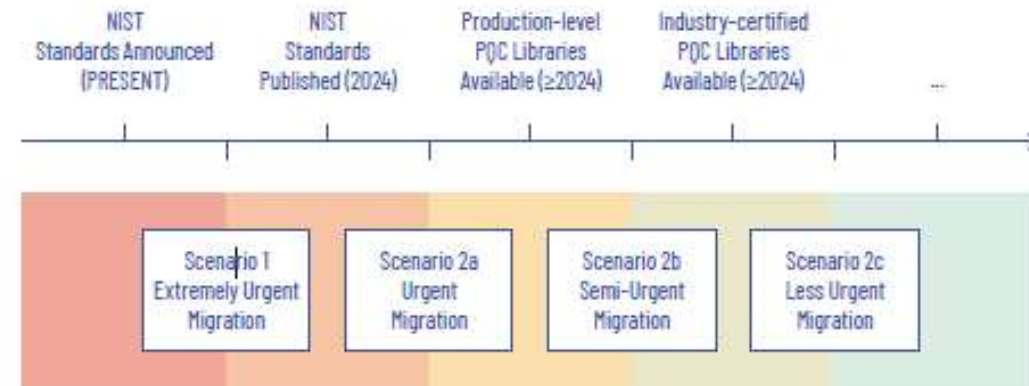 NIST
Standards Announced
(PRESENT)
NIST
Standards
Published (2024)
Production-level
PQC Libraries
Available (≥2024)
Industry-certified
PQC Libraries
Available (≥2024)
...
Scenario 1
Extremely Urgent
Migration
Scenario 2a
Urgent
Migration
Scenario 2b
Semi-Urgent
Migration
Scenario 2c
Less Urgent
Migration